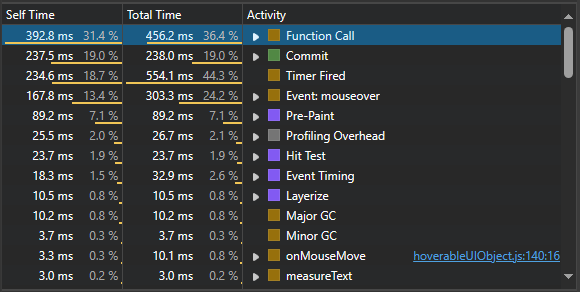 Self Time Total Time Activity
392.8 ms 31.4 % 456.2 ms 36.4 % Function Call
237.5 ms 19.0 % 238.0 ms 19.0 % Commit
234.6 ms 18.7 % 554.1 ms 44.3 % Timer Fired
167.8 ms 13.4 % 303.3 ms 24.2 % Event: mouseover
89.2 ms 7.1 % 89.2 ms 7.1 % Pre-Paint
25.5 ms 2.0 % 26.7 ms 2.1 % Profiling Overhead
23.7 ms 1.9 % 23.7 ms 1.9 % Hit Test
18.3 ms 1.5 % 32.9 ms 2.6 % Event Timing
10.5 ms 0.8 % 10.5 ms 0.8 % Layerize
10.2 ms 0.8 % 10.2 ms 0.8 % Major GC
3.7 ms 0.3 % 3.7 ms 0.3 % Minor GC
3.3 ms 0.3 % 10.1 ms 0.8 % onMouseMove hoverableUIObject.js:140:16
3.0 ms 0.2 % 3.0 ms 0.2 % measureText